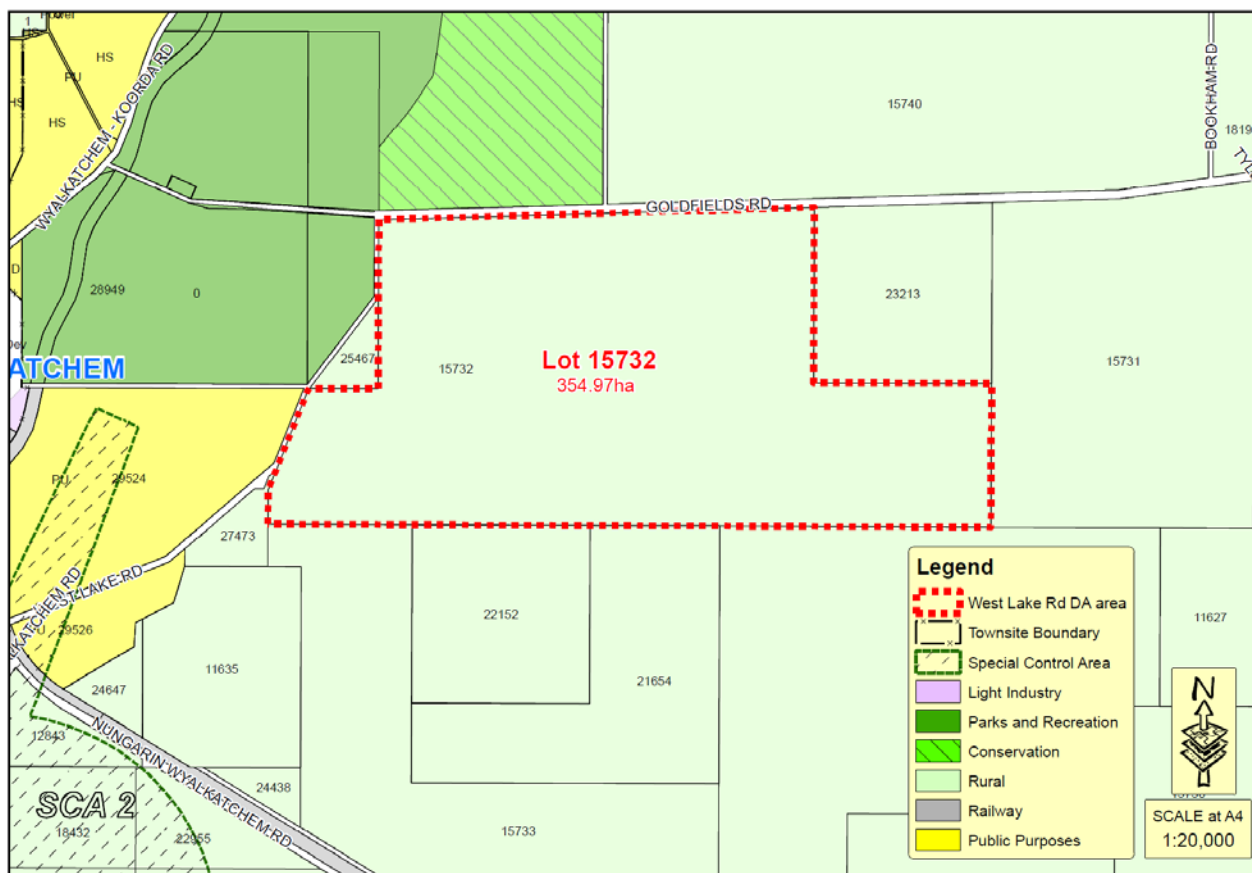 1
HS
PU
HS
HS
WYALKATCHEM - KOORDA RD
15740
BOOKHAM RD
1819
GOLDFIELDS RD
28949
0
23213
25467
15732
Lot 15732
354.97ha
15731
ATCHEM
29524
27473
ST LAKE RD
29526
22152
11635
21654
24647
11627
12843
NUNGARIN WYALKATCHEM RD
24438
SCA 2
18432
22055
15733
Legend
West Lake Rd DA area
Townsite Boundary
Special Control Area
Light Industry
Parks and Recreation
Conservation
Rural
Railway
Public Purposes
N
SCALE at A4
1:20,000